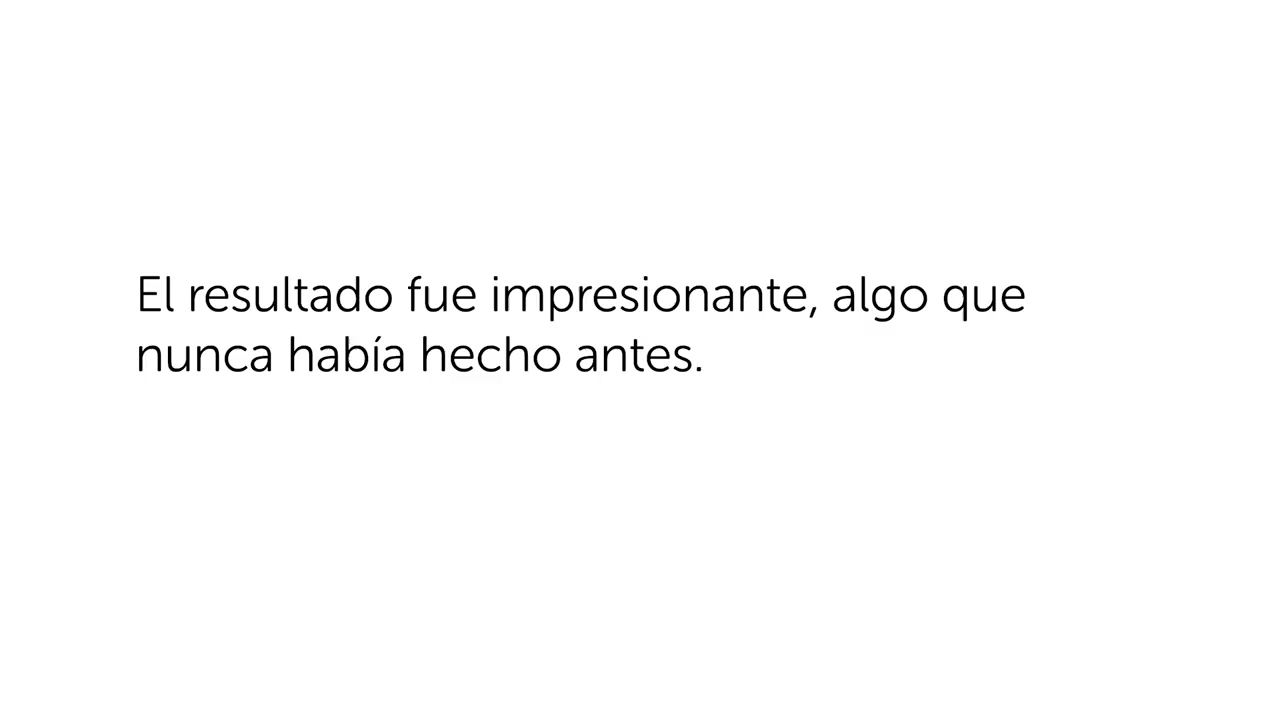 El resultado fue impresionante, algo que
nunca había hecho antes.